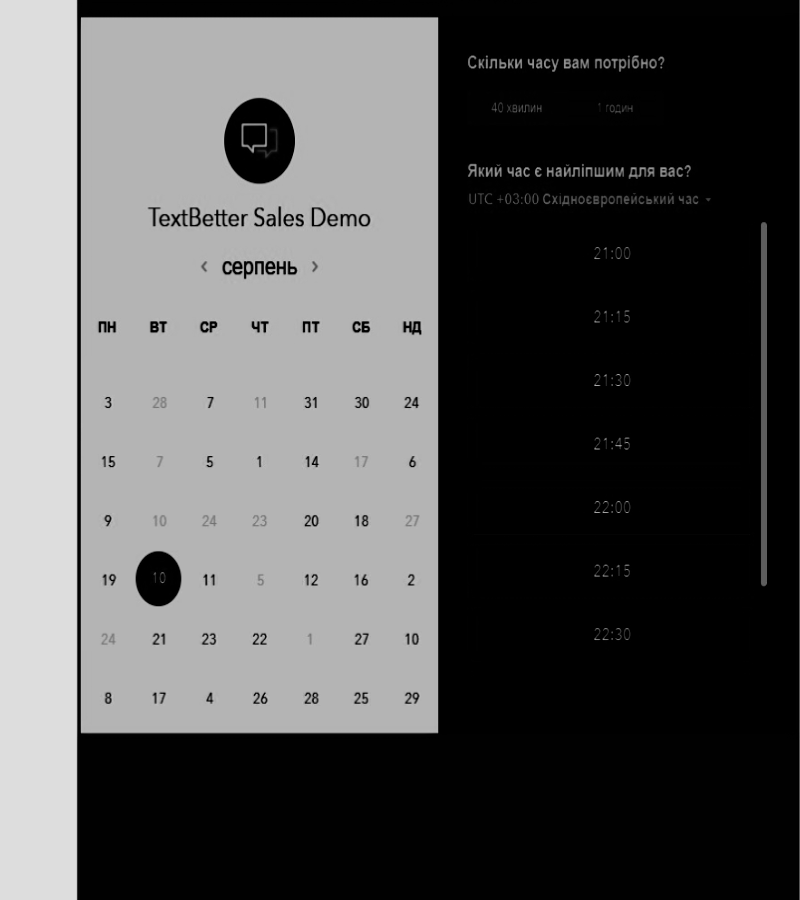 TextBetter Sales Demo
серпень
ПН ВТ СР ЧТ ПТ СБ НД
3 28 7 11 31 30 24
15 7 5 1 14 17 6
9 10 24 23 20 18 27
19 10 11 5 12 16 2
24 21 23 22 1 27 10
8 17 4 26 28 25 29
Скільки часу вам потрібно?
40 хвилин 1 годин
Який час є найліпшим для вас?
UTC +03:00 Східноєвропейський час
21:00
21:15
21:30
21:45
22:00
22:15
22:30